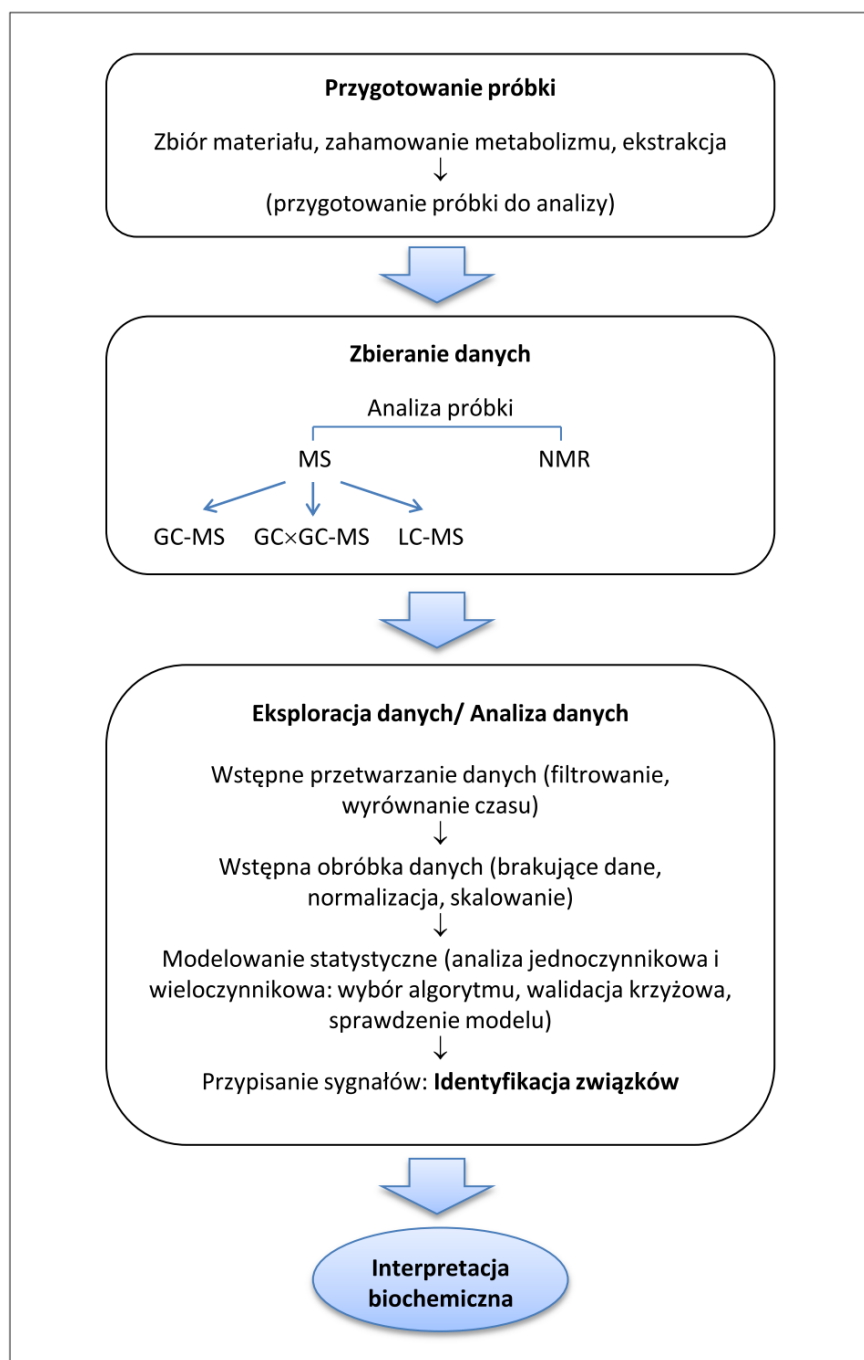 Przygotowanie próbki
Zbiór materiału, zahamowanie metabolizmu, ekstrakcja
↓
(przygotowanie próbki do analizy)
Zbieranie danych
Analiza próbki
MS NMR
GC-MS GC×GC-MS LC-MS
Eksploracja danych/ Analiza danych
Wstępne przetwarzanie danych (filtrowanie,
wyrównanie czasu)
↓
Wstępna obróbka danych (brakujące dane,
normalizacja, skalowanie)
↓
Modelowanie statystyczne (analiza jednoczynnikowa i
wieloczynnikowa: wybór algorytmu, walidacja krzyżowa,
sprawdzenie modelu)
↓
Przypisanie sygnałów: Identyfikacja związków
Interpretacja
biochemiczna